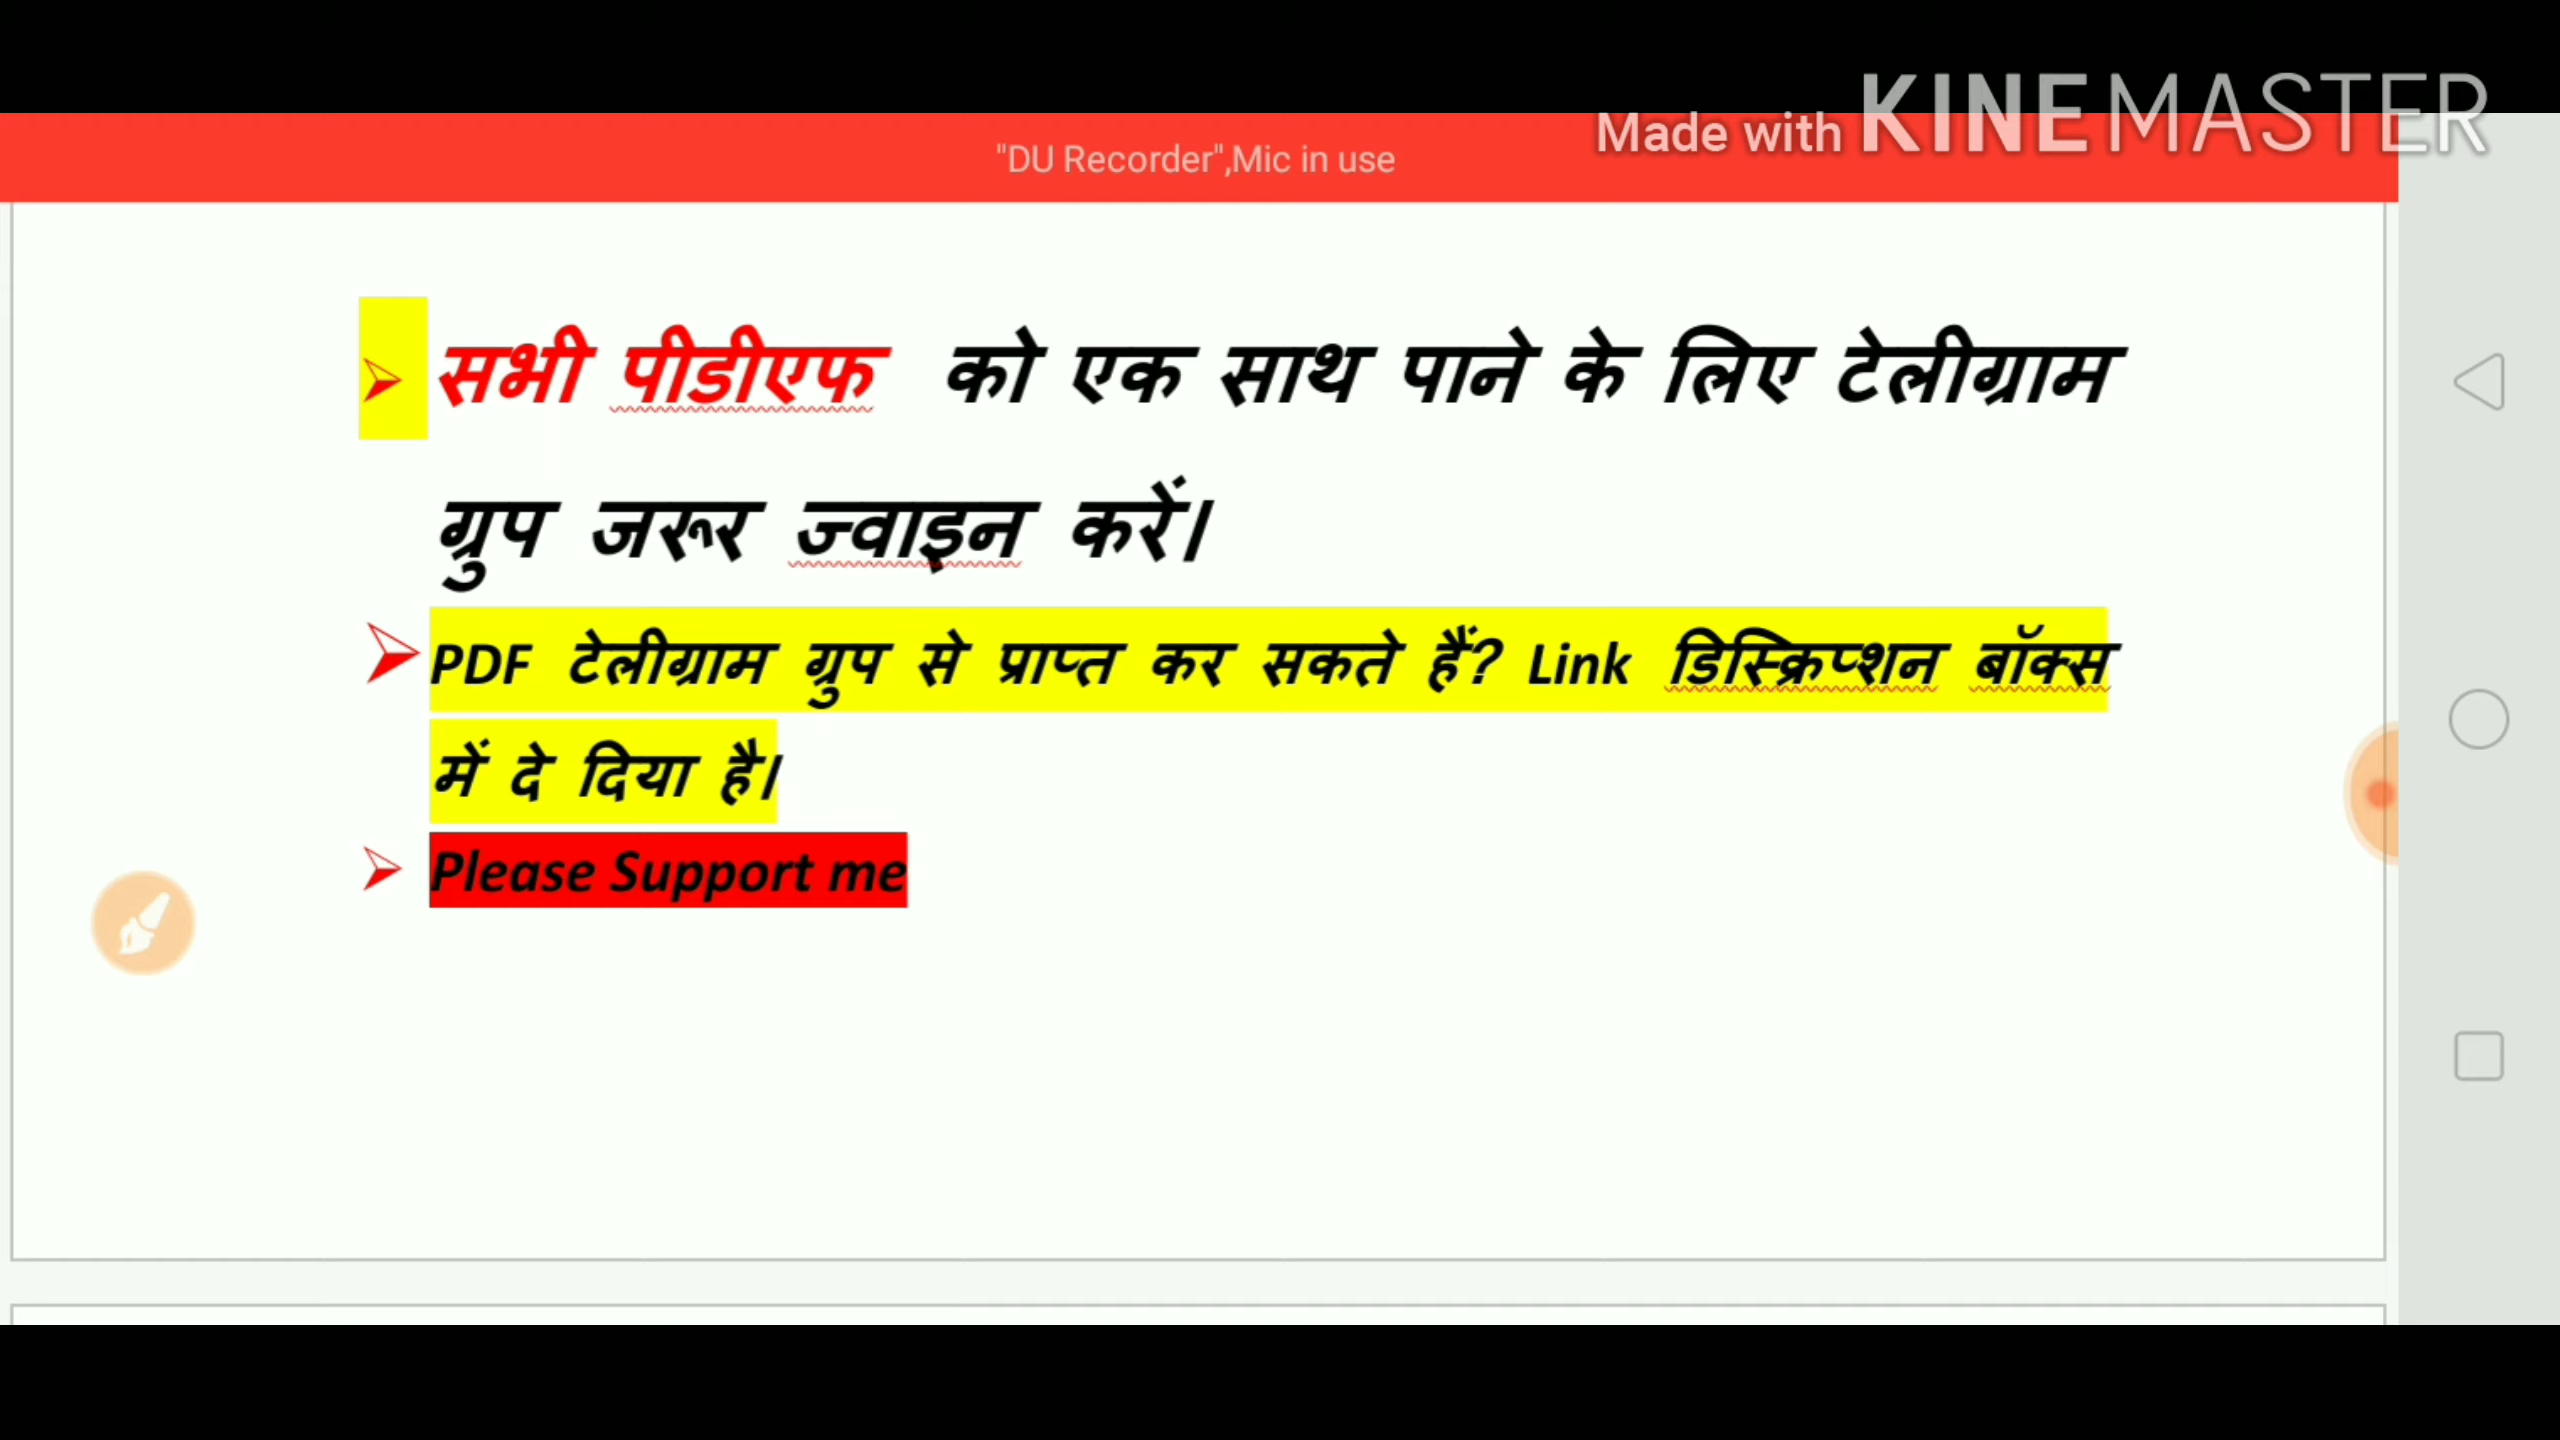 Made with KINEMASTER
"DU Recorder",Mic in use
➢ सभी पीडीएफ को एक साथ पाने के लिए टेलीग्राम
ग्रुप जरूर ज्वाइन करें।
➢ PDF टेलीग्राम ग्रुप से प्राप्त कर सकते हैं? Link डिस्क्रिप्शन बॉक्स
में दे दिया है।
➢ Please Support me